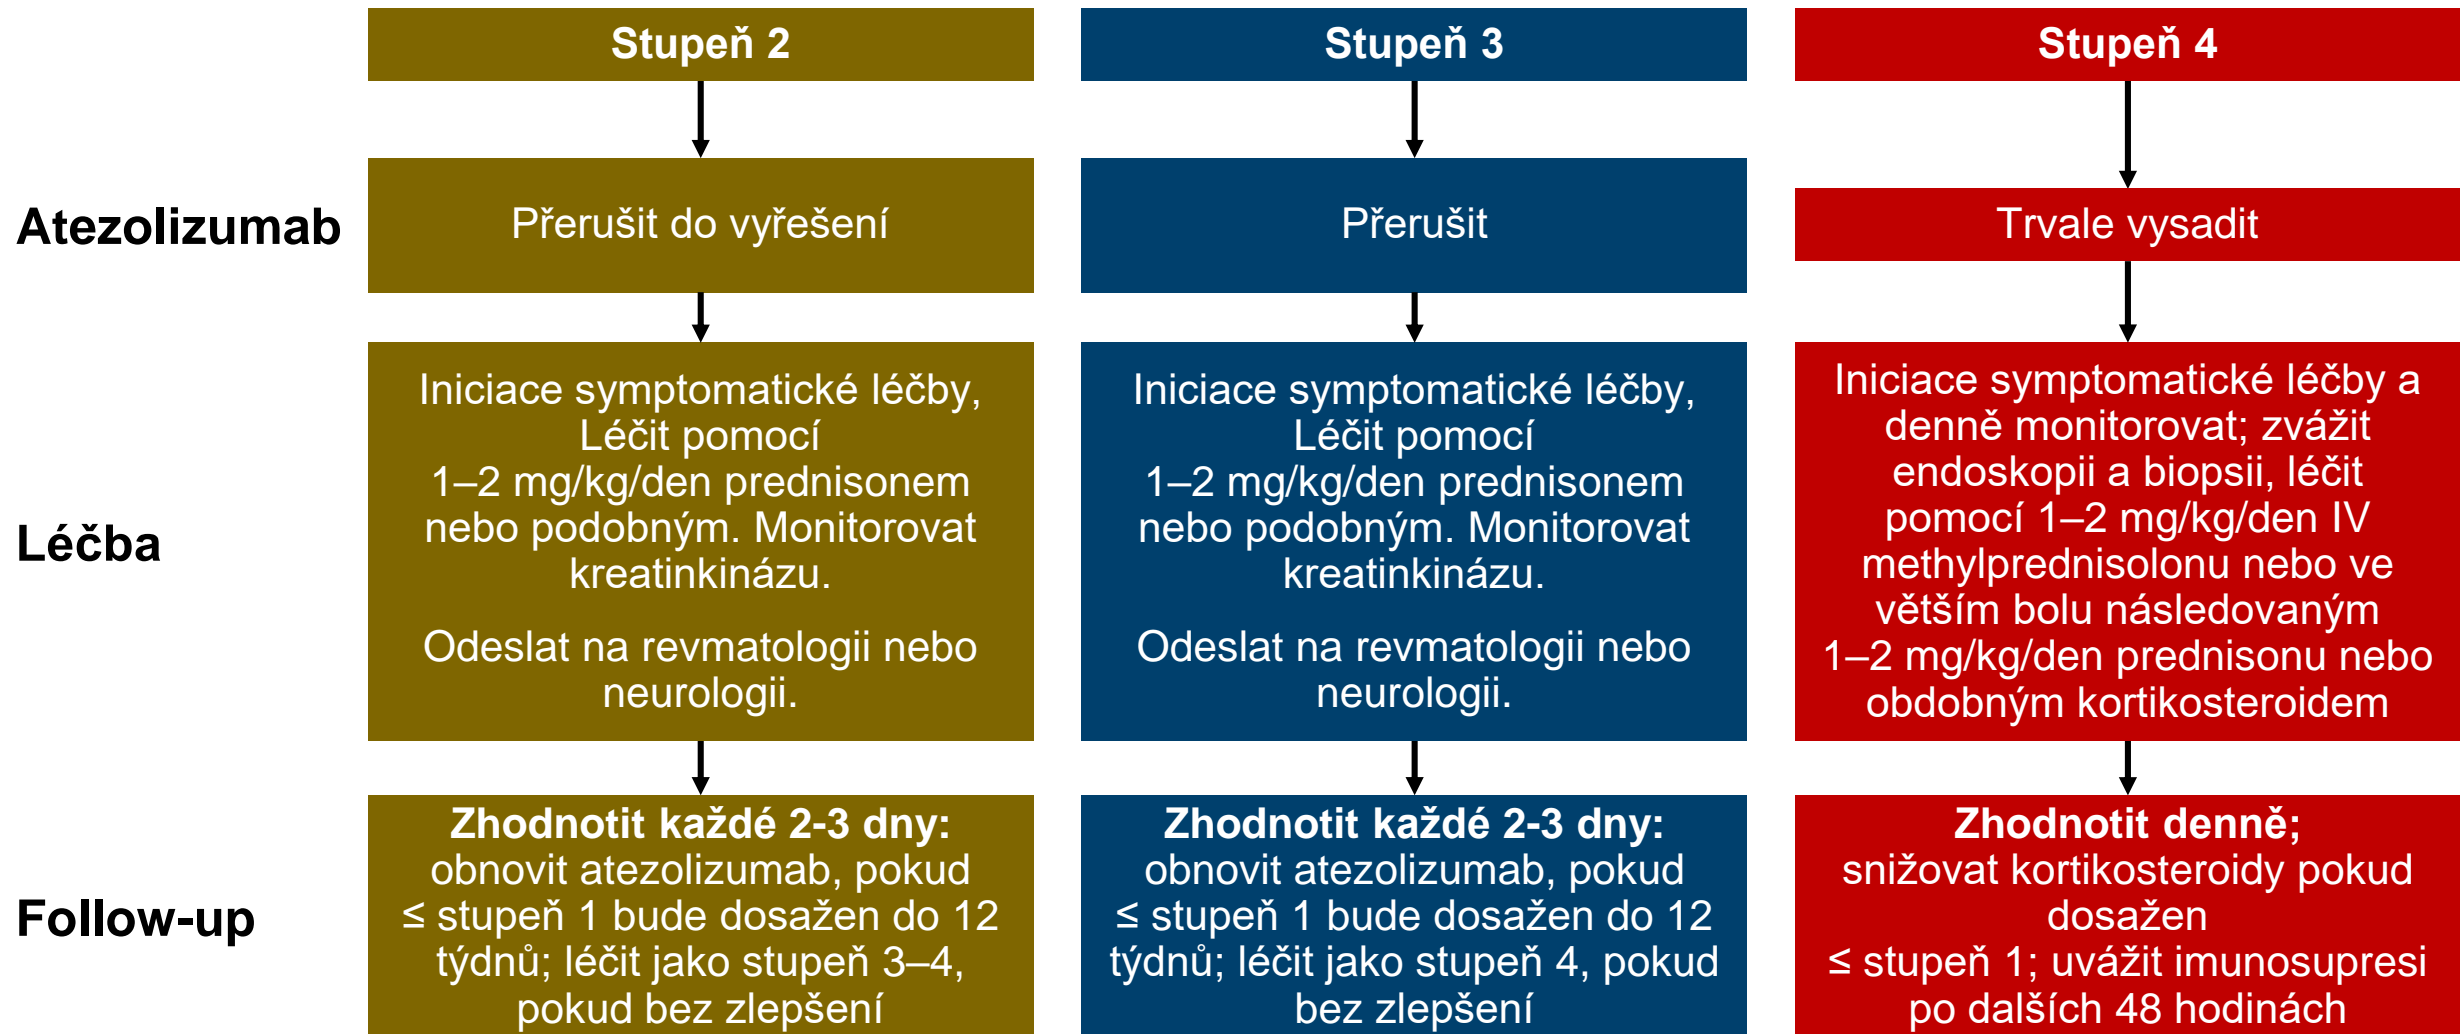 Stupeň 2
Stupeň 3
Stupeň 4
Atezolizumab
Přerušit do vyřešení
Přerušit
Trvale vysadit
Léčba
Iniciace symptomatické léčby,
Léčit pomocí
1–2 mg/kg/den prednisonem
nebo podobným. Monitorovat
kreatinkinázu.
Odeslat na revmatologii nebo
neurologii.
Iniciace symptomatické léčby,
Léčit pomocí
1–2 mg/kg/den prednisonem
nebo podobným. Monitorovat
kreatinkinázu.
Odeslat na revmatologii nebo
neurologii.
Iniciace symptomatické léčby a
denně monitorovat; zvážit
endoskopii a biopsii, léčit
pomocí 1–2 mg/kg/den IV
methylprednisolonu nebo ve
větším bolu následovaným
1–2 mg/kg/den prednisonu nebo
obdobným kortikosteroidem
Follow-up
Zhodnotit každé 2-3 dny:
obnovit atezolizumab, pokud
≤ stupeň 1 bude dosažen do 12
týdnů; léčit jako stupeň 3–4,
pokud bez zlepšení
Zhodnotit každé 2-3 dny:
obnovit atezolizumab, pokud
≤ stupeň 1 bude dosažen do 12
týdnů; léčit jako stupeň 4, pokud
bez zlepšení
Zhodnotit denně;
snižovat kortikosteroidy pokud
dosažen
≤ stupeň 1; uvážit imunosupresi
po dalších 48 hodinách